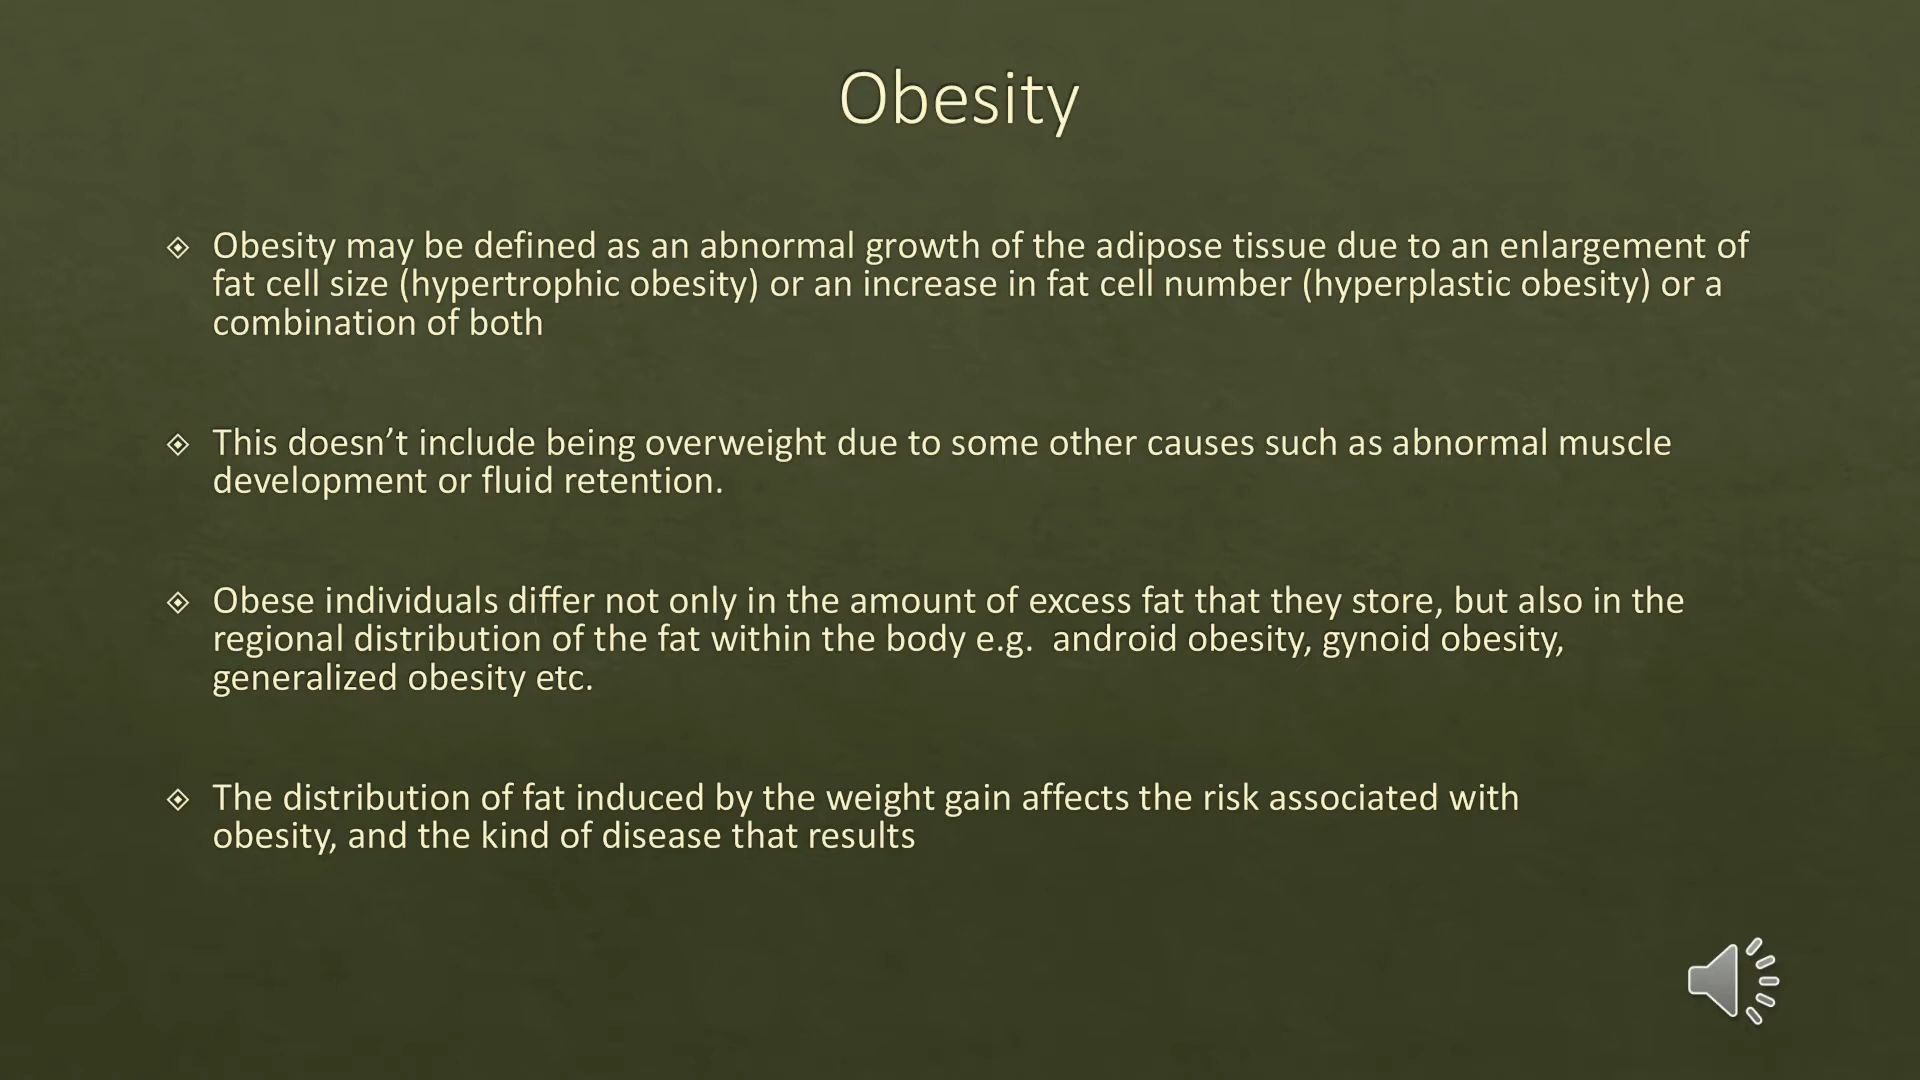 Obesity
Obesity may be defined as an abnormal growth of the adipose tissue due to an enlargement of
fat cell size (hypertrophic obesity) or an increase in fat cell number (hyperplastic obesity) or a
combination of both
This doesn’t include being overweight due to some other causes such as abnormal muscle
development or fluid retention.
Obese individuals differ not only in the amount of excess fat that they store, but also in the
regional distribution of the fat within the body e.g.  android obesity, gynoid obesity,
generalized obesity etc.
The distribution of fat induced by the weight gain affects the risk associated with
obesity, and the kind of disease that results